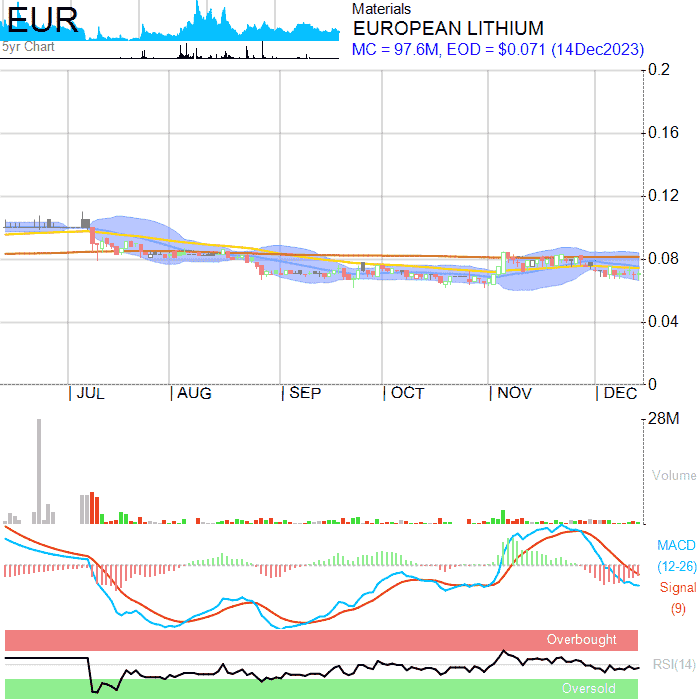 EUR
5yr Chart
Materials
EUROPEAN LITHIUM
MC = 97.6M, EOD = $0.071 (14Dec2023)
0.2
0.16
0.12
0.08
0.04
0
| JUL | AUG | SEP | OCT | NOV | DEC
28M
Volume
MACD
(12-26)
Signal
(9)
Overbought
RSI(14)
Oversold